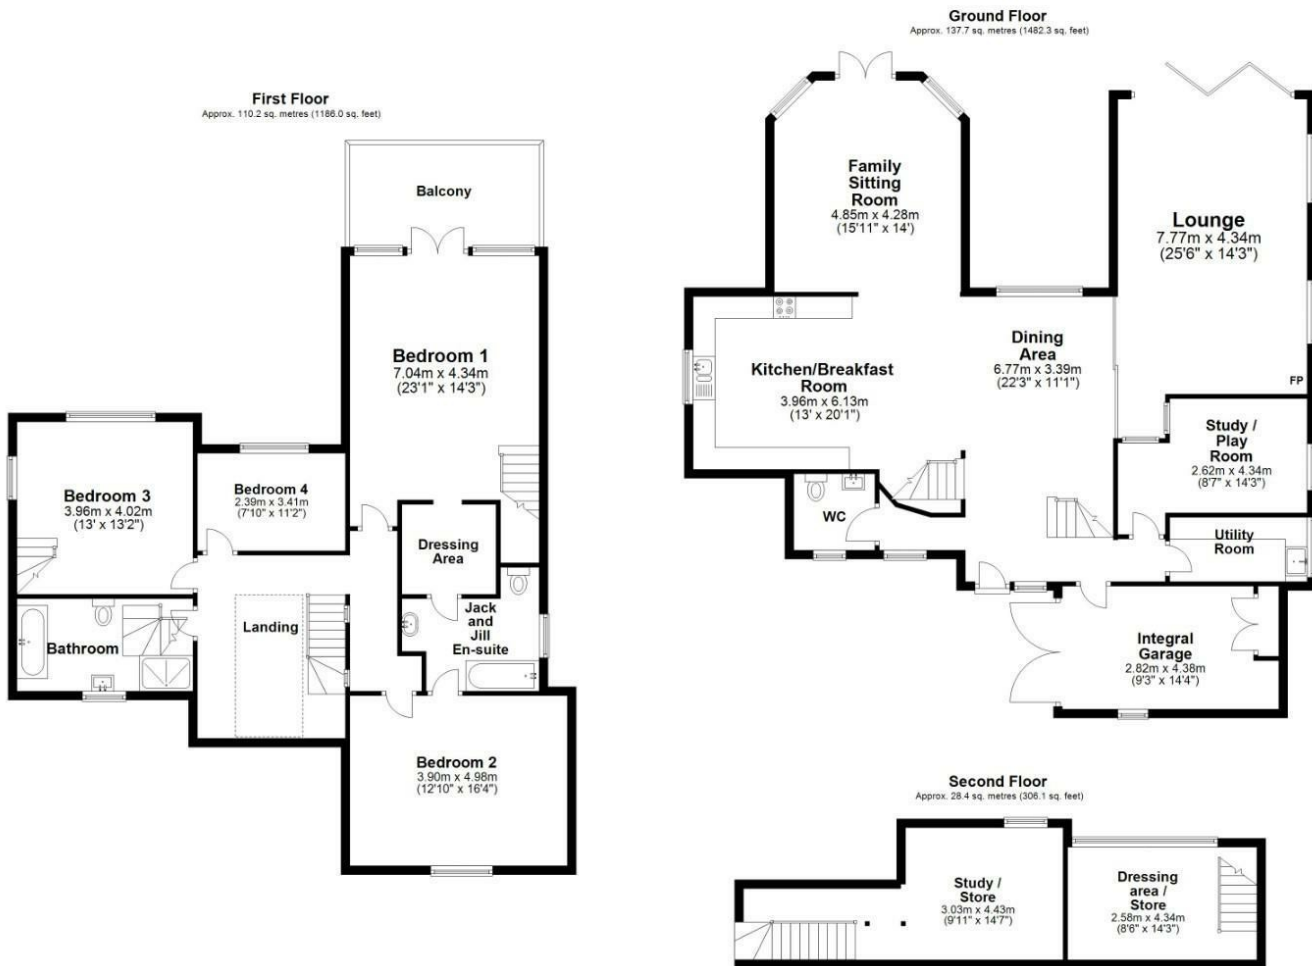 First Floor
Approx. 110.2 sq. metres (1186.0 sq. feet)
Balcony
Bedroom 1
7.04m x 4.34m
(23'1" x 14'3")
Bedroom 3
3.96m x 4.02m
(13' x 13'2")
Bedroom 4
2.39m x 3.41m
(7'10" x 11'2")
Dressing
Area
Landing
Jack
and
Jill
En-suite
Bathroom
Bedroom 2
3.90m x 4.98m
(12'10" x 16'4")
Ground Floor
Approx. 137.7 sq. metres (1482.3 sq. feet)
Family
Sitting
Room
4.85m x 4.28m
(15'11" x 14')
Lounge
7.77m x 4.34m
(25'6" x 14'3")
Dining
Area
6.77m x 3.39m
(22'3" x 11'1")
Kitchen/Breakfast
Room
3.96m x 6.13m
(13' x 20'1")
FP
Study /
Play
Room
2.62m x 4.34m
(8'7" x 14'3")
WC
Utility
Room
Integral
Garage
2.82m x 4.38m
(9'3" x 14'4")
Second Floor
Approx. 28.4 sq. metres (306.1 sq. feet)
Study /
Store
3.03m x 4.43m
(9'11" x 14'7")
Dressing
area /
Store
2.58m x 4.34m
(8'6" x 14'3")